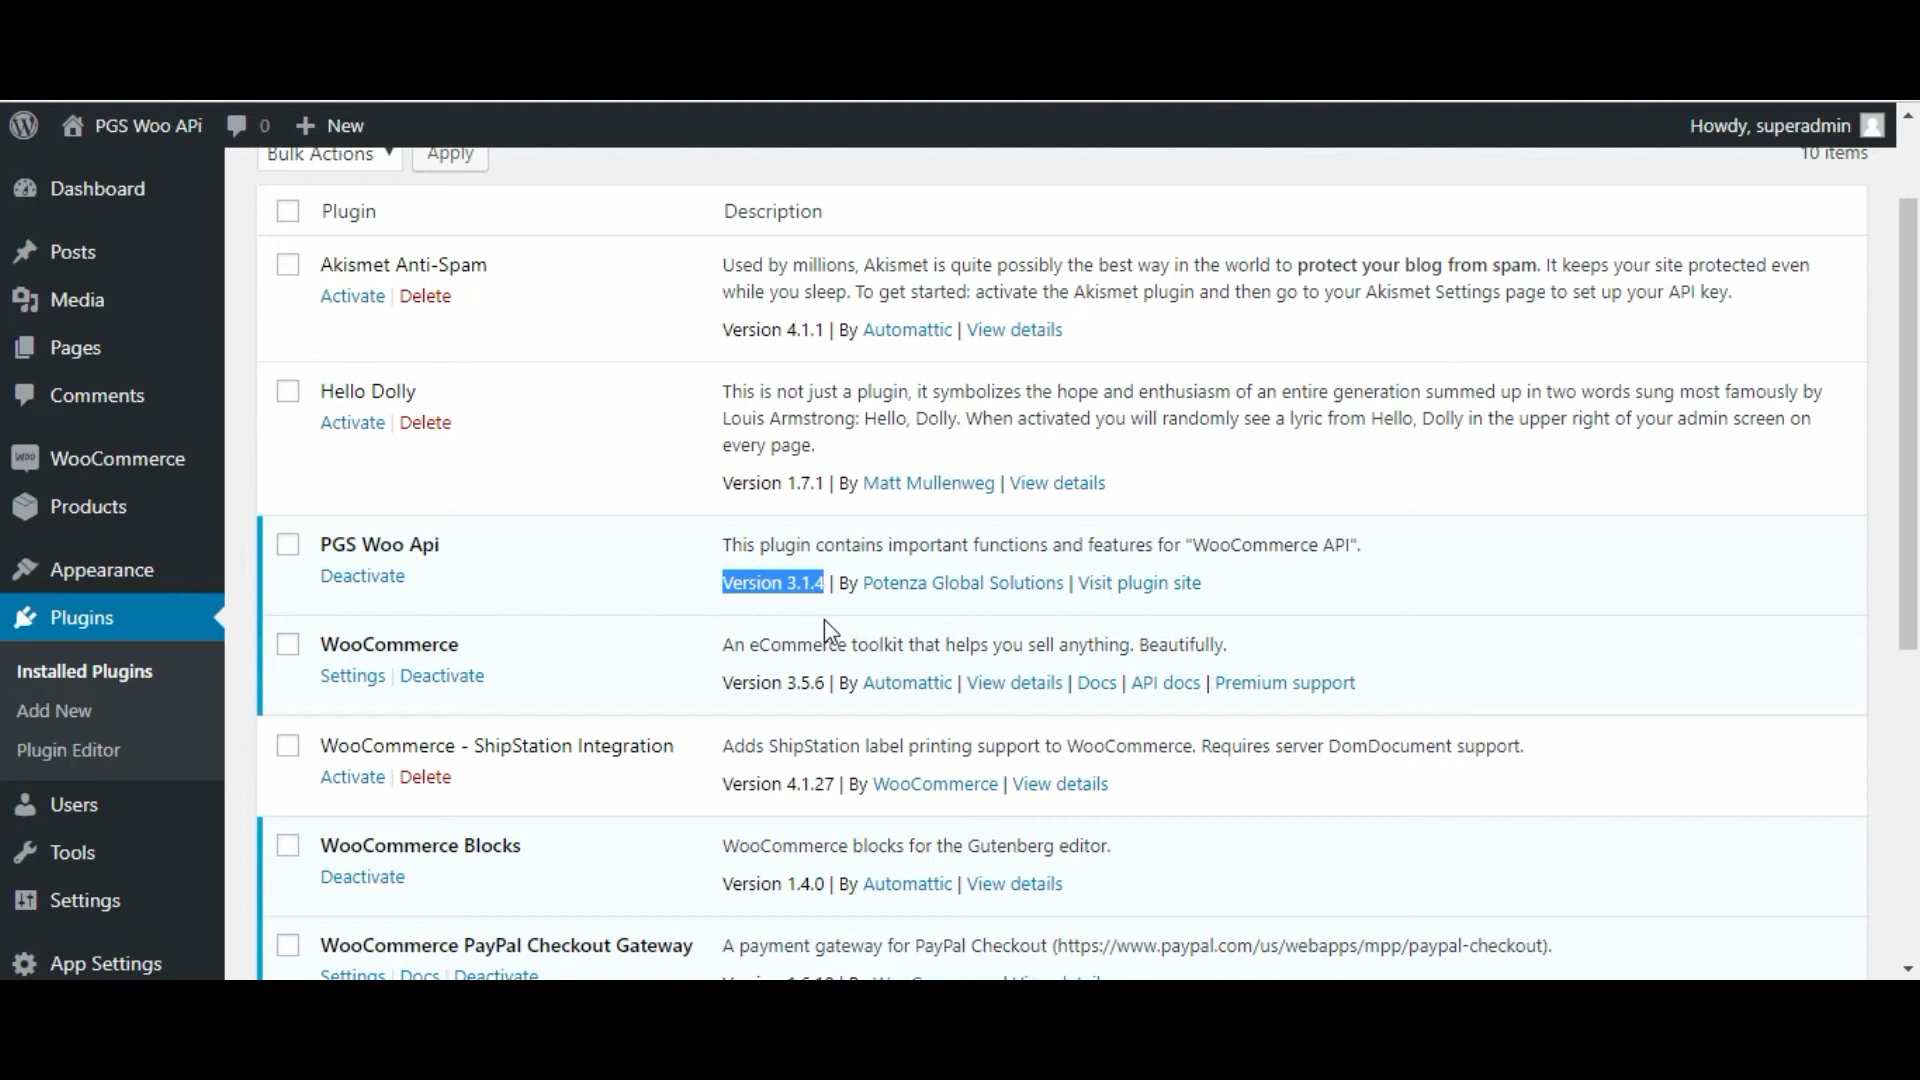 PGS Woo APi 0 New Howdy, superadmin
Bulk Actions Apply 10 items
Dashboard
Posts
Media
Pages
Comments
WooCommerce
Products
Appearance
Plugins
Installed Plugins
Add New
Plugin Editor
Users
Tools
Settings
App Settings
Plugin Description
Akismet Anti-Spam
Activate | Delete
Used by millions, Akismet is quite possibly the best way in the world to protect your blog from spam. It keeps your site protected even
while you sleep. To get started: activate the Akismet plugin and then go to your Akismet Settings page to set up your API key.
Version 4.1.1 | By Automattic | View details
Hello Dolly
Activate | Delete
This is not just a plugin, it symbolizes the hope and enthusiasm of an entire generation summed up in two words sung most famously by
Louis Armstrong: Hello, Dolly. When activated you will randomly see a lyric from Hello, Dolly in the upper right of your admin screen on
every page.
Version 1.7.1 | By Matt Mullenweg | View details
PGS Woo Api
Deactivate
This plugin contains important functions and features for "WooCommerce API".
Version 3.1.4 | By Potenza Global Solutions | Visit plugin site
WooCommerce
Settings | Deactivate
An eCommerce toolkit that helps you sell anything. Beautifully.
Version 3.5.6 | By Automattic | View details | Docs | API docs | Premium support
WooCommerce - ShipStation Integration
Activate | Delete
Adds ShipStation label printing support to WooCommerce. Requires server DomDocument support.
Version 4.1.27 | By WooCommerce | View details
WooCommerce Blocks
Deactivate
WooCommerce blocks for the Gutenberg editor.
Version 1.4.0 | By Automattic | View details
WooCommerce PayPal Checkout Gateway
Settings | Docs | Deactivate
A payment gateway for PayPal Checkout (https://www.paypal.com/us/webapps/mpp/paypal-checkout).